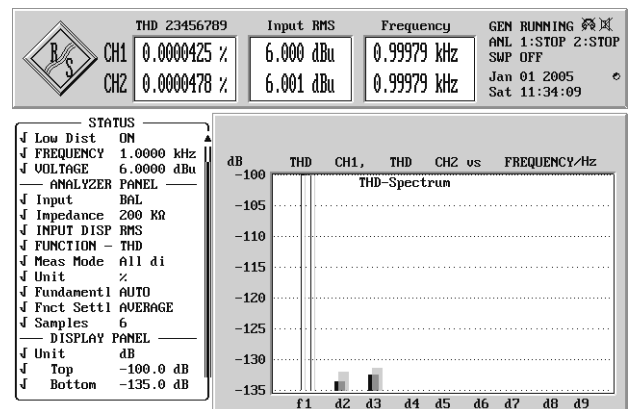 THD 23456789 Input RMS Frequency
R&S
CH1 0.0000425 % 6.000 dBu 0.99979 kHz
CH2 0.0000478 % 6.001 dBu 0.99979 kHz
GEN RUNNING
ANL 1:STOP 2:STOP
SWP OFF
Jan 01 2005
Sat 11:34:09
STATUS
Low Dist ON
FREQUENCY 1.0000 kHz
VOLTAGE 6.0000 dBu
ANALYZER PANEL
Input BAL
Impedance 200 KΩ
INPUT DISP RMS
FUNCTION - THD
Meas Mode All di
Unit %
Fundamentl AUTO
Fnct Settl AVERAGE
Samples 6
DISPLAY PANEL
Unit dB
Top -100.0 dB
Bottom -135.0 dB
dB THD CH1, THD CH2 vs FREQUENCY/Hz
THD-Spectrum
-100
-105
-110
-115
-120
-125
-130
-135
f1 d2 d3 d4 d5 d6 d7 d8 d9